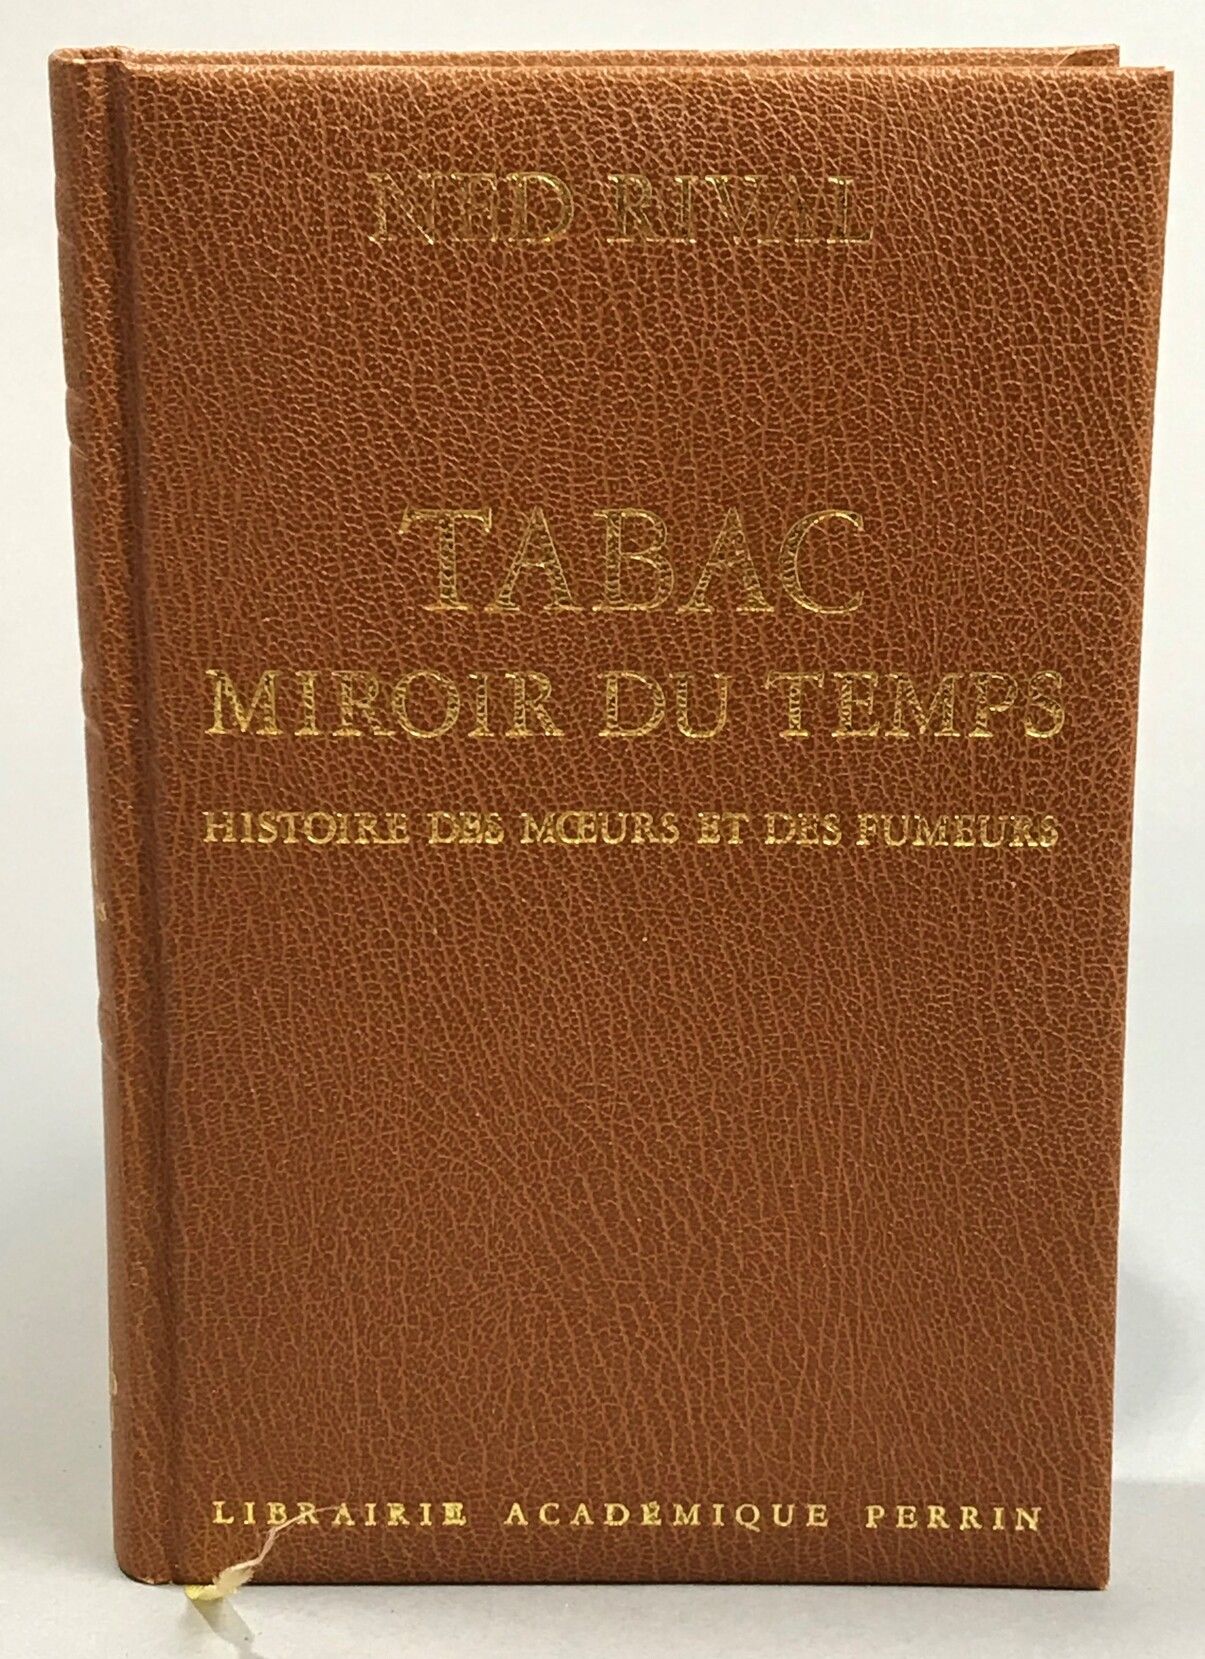 NED RIVAL
TABAC
MIROIR DU TEMPS
HISTOIRE DES MŒURS ET DES FUMEURS
LIBRAIRIE ACADÉMIQUE PERRIN